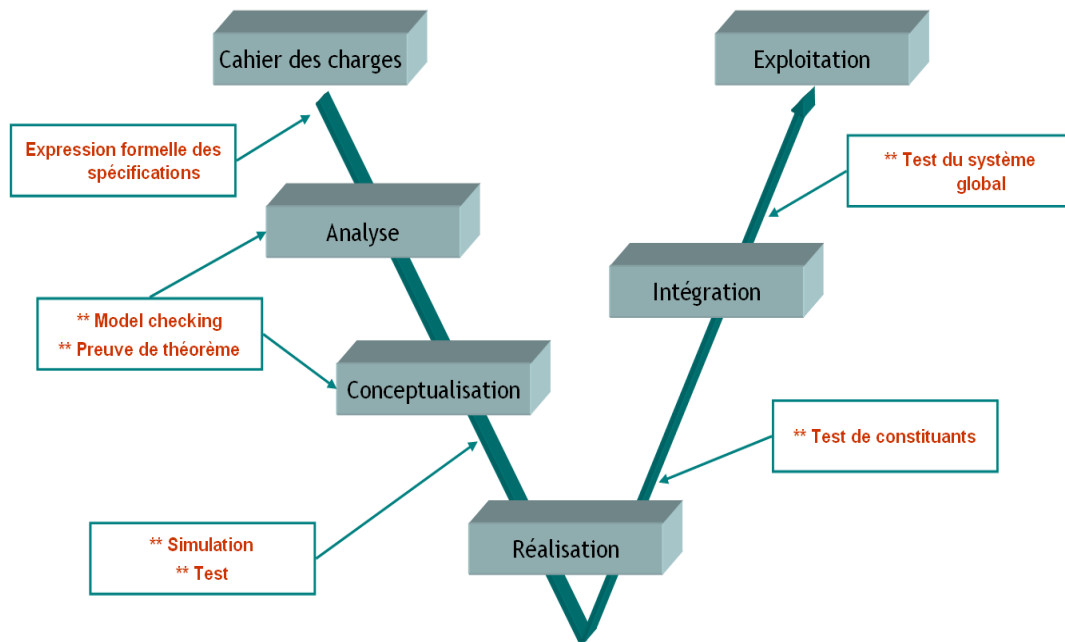 Cahier des charges
Exploitation
Expression formelle des
spécifications
** Test du système
global
Analyse
Intégration
** Model checking
** Preuve de théorème
Conceptualisation
** Test de constituants
Réalisation
** Simulation
** Test